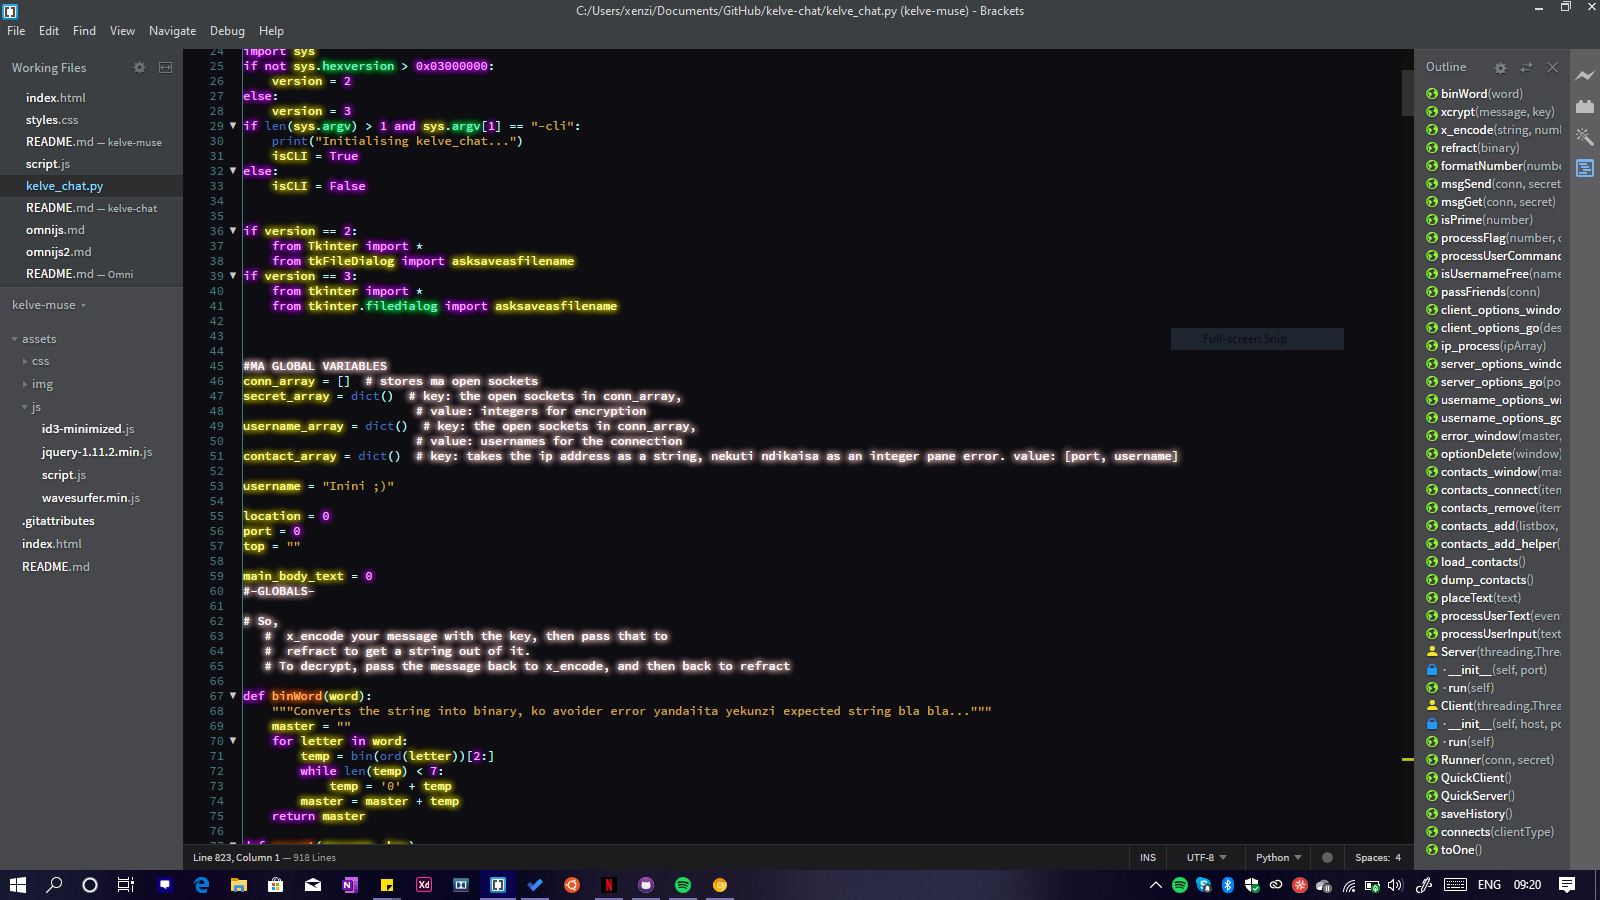 C:/Users/xenzi/Documents/GitHub/kelve-chat/kelve_chat.py (kelve-muse) - Brackets
File Edit Find View Navigate Debug Help
Working Files
index.html
styles.css
README.md — kelve-muse
script.js
kelve_chat.py
README.md — kelve-chat
omnijs.md
omnijs2.md
README.md — Omni
kelve-muse
assets
css
img
js
id3-minimized.js
jquery-1.11.2.min.js
script.js
wavesurfer.min.js
.gitattributes
index.html
README.md
24 import sys
25 if not sys.hexversion > 0x03000000:
26     version = 2
27 else:
28     version = 3
29 if len(sys.argv) > 1 and sys.argv[1] == "-cli":
30     print("Initialising kelve_chat...")
31     isCLI = True
32 else:
33     isCLI = False
34
35
36 if version == 2:
37     from Tkinter import *
38     from tkFileDialog import asksaveasfilename
39 if version == 3:
40     from tkinter import *
41     from tkinter.filedialog import asksaveasfilename
42
43
44
45 #MA GLOBAL VARIABLES
46 conn_array = []  # stores ma open sockets
47 secret_array = dict()  # key: the open sockets in conn_array,
48                         # value: integers for encryption
49 username_array = dict()  # key: the open sockets in conn_array,
50                         # value: usernames for the connection
51 contact_array = dict()  # key: takes the ip address as a string, nekuti ndikaisa as an integer pane error. value: [port, username]
52
53 username = "Inini ;)"
54
55 location = 0
56 port = 0
57 top = ""
58
59 main_body_text = 0
60 #-GLOBALS-
61
62 # So,
63    #  x_encode your message with the key, then pass that to
64    #  refract to get a string out of it.
65    # To decrypt, pass the message back to x_encode, and then back to refract
66
67 def binWord(word):
68     """Converts the string into binary, ko avoider error yandaiita yekunzi expected string bla bla..."""
69     master = ""
70     for letter in word:
71         temp = bin(ord(letter))[2:]
72         while len(temp) < 7:
73             temp = '0' + temp
74         master = master + temp
75     return master
76
Full-screen Snip
Outline
binWord(word)
xcrypt(message, key)
x_encode(string, num
refract(binary)
formatNumber(numb
msgSend(conn, secret
msgGet(conn, secret)
isPrime(number)
processFlag(number, c
processUserCommand
isUsernameFree(name
passFriends(conn)
client_options_windo
client_options_go(des
ip_process(ipArray)
server_options_windo
server_options_go(po
username_options_wi
username_options_go
error_window(master,
optionDelete(window)
contacts_window(mas
contacts_connect(iten
contacts_remove(item
contacts_add(listbox,
contacts_add_helper(
load_contacts()
dump_contacts()
placeText(text)
processUserText(even
processUserInput(text
Server(threading.Threa
__init__(self, port)
run(self)
Client(threading.Threa
__init__(self, host, po
run(self)
Runner(conn, secret)
QuickClient()
QuickServer()
saveHistory()
connects(clientType)
toOne()
Line 823, Column 1 — 918 Lines
INS UTF-8 Python Spaces: 4
ENG 09:20